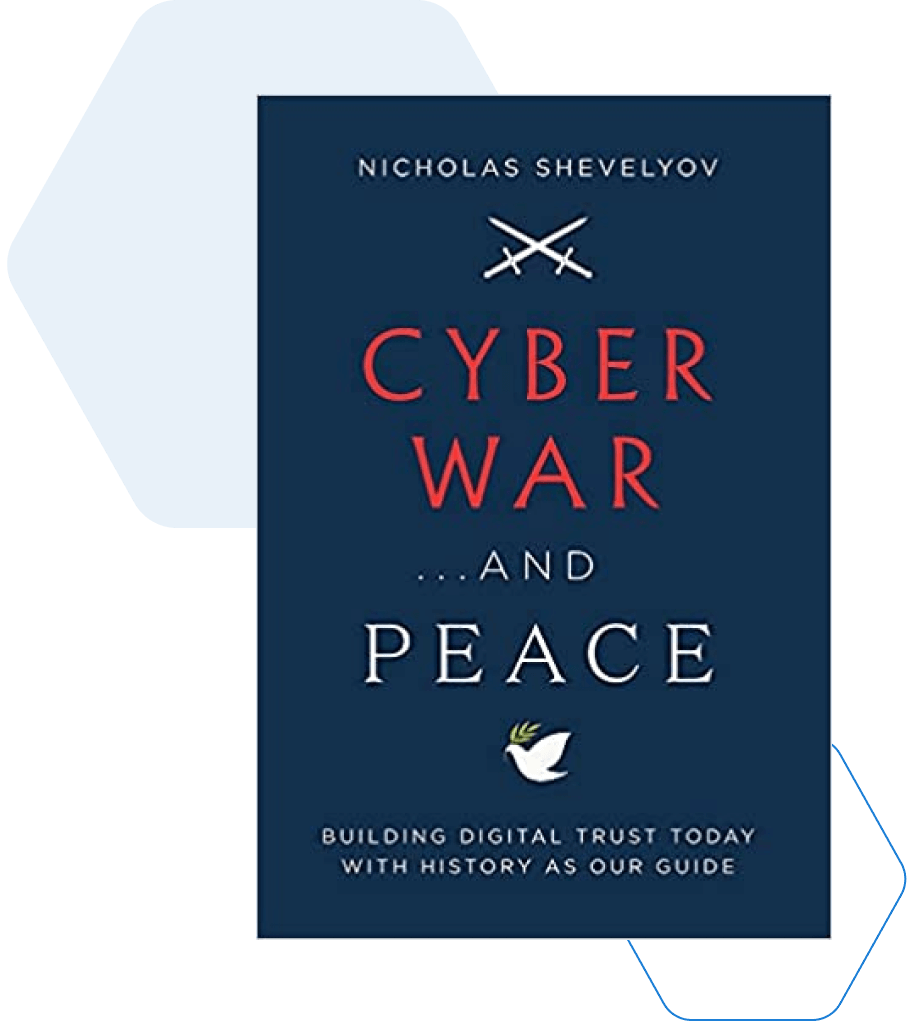 NICHOLAS SHEVELYOV
CYBER
WAR
...AND
PEACE
BUILDING DIGITAL TRUST TODAY
WITH HISTORY AS OUR GUIDE